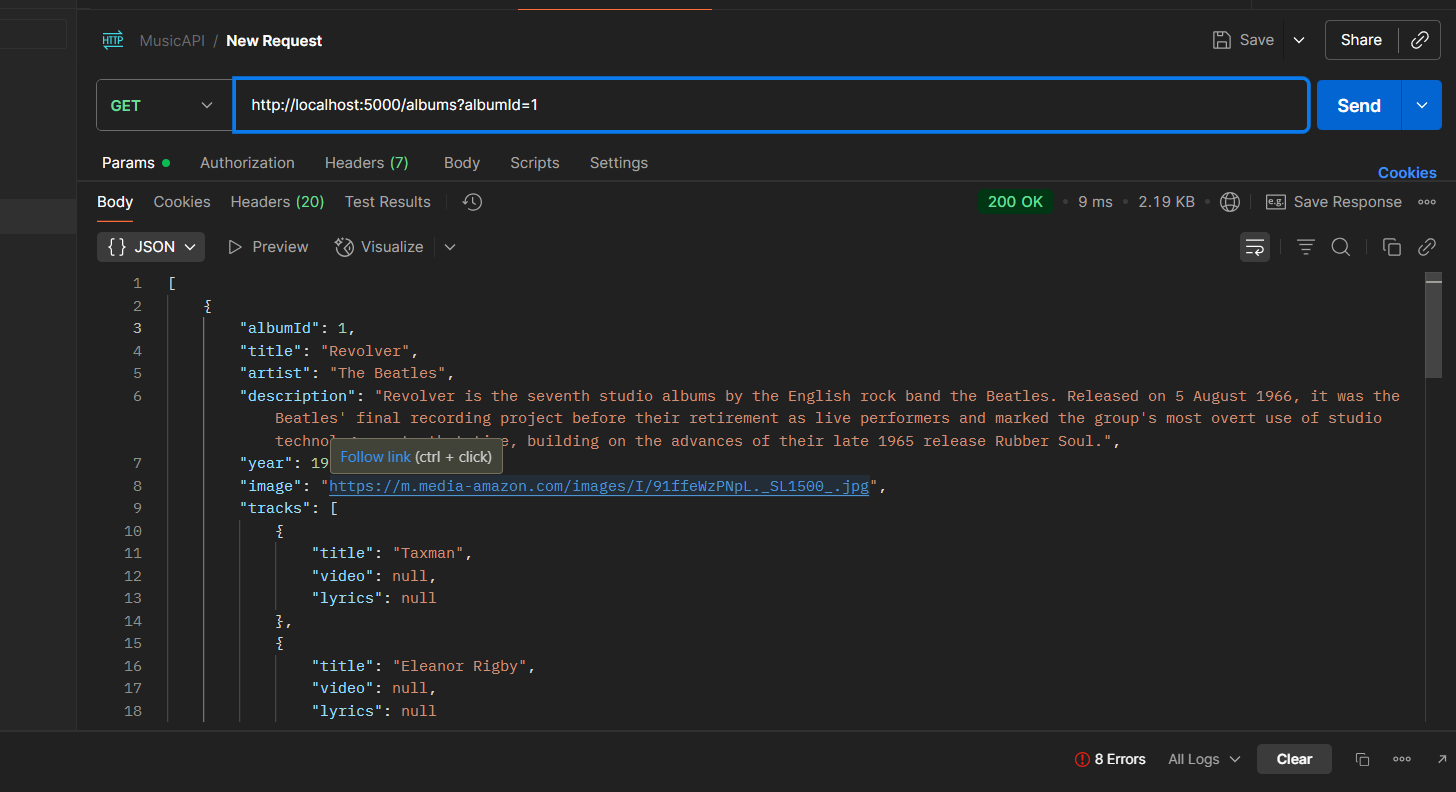 HTTP MusicAPI / New Request Save Share
GET http://localhost:5000/albums?albumId=1 Send
Params Authorization Headers (7) Body Scripts Settings Cookies
Body Cookies Headers (20) Test Results 200 OK 9 ms 2.19 KB e.g. Save Response
{} JSON Preview Visualize
1 [
2 {
3 "albumId": 1,
4 "title": "Revolver",
5 "artist": "The Beatles",
6 "description": "Revolver is the seventh studio albums by the English rock band the Beatles. Released on 5 August 1966, it was the
Beatles' final recording project before their retirement as live performers and marked the group's most overt use of studio
building on the advances of their late 1965 release Rubber Soul.",
Follow link (ctrl + click)
7 "year": 19
8 "image": "https://m.media-amazon.com/images/I/91ffeWzPNpL._SL1500_.jpg",
9 "tracks": [
10 {
11 "title": "Taxman",
12 "video": null,
13 "lyrics": null
14 },
15 {
16 "title": "Eleanor Rigby",
17 "video": null,
18 "lyrics": null
8 Errors All Logs Clear